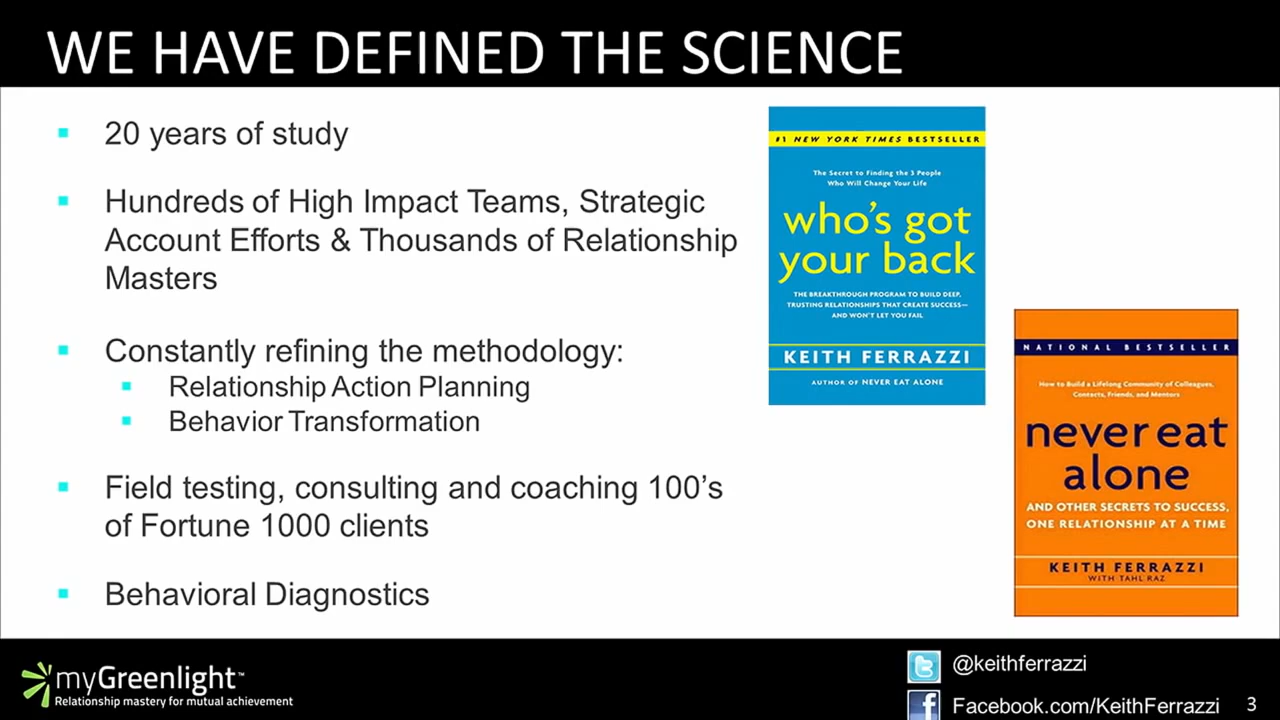 WE HAVE DEFINED THE SCIENCE
20 years of study
Hundreds of High Impact Teams, Strategic
Account Efforts & Thousands of Relationship
Masters
Constantly refining the methodology:
Relationship Action Planning
Behavior Transformation
Field testing, consulting and coaching 100's
of Fortune 1000 clients
Behavioral Diagnostics
#1 NEW YORK TIMES BESTSELLER
The Secret to Finding the 3 People
Who Will Change Your Life
who's got
your back
THE BREAKTHROUGH PROGRAM TO BUILD DEEP,
TRUSTING RELATIONSHIPS THAT CREATE SUCCESS—
AND WON'T LET YOU FAIL
KEITH FERRAZZI
AUTHOR OF NEVER EAT ALONE
NATIONAL BESTSELLER
How to Build a Lifelong Community of Colleagues,
Contacts, Friends, and Mentors
never eat
alone
AND OTHER SECRETS TO SUCCESS,
ONE RELATIONSHIP AT A TIME
KEITH FERRAZZI
WITH TAHL RAZ
myGreenlight™
Relationship mastery for mutual achievement
@keithferrazzi
Facebook.com/KeithFerrazzi
3